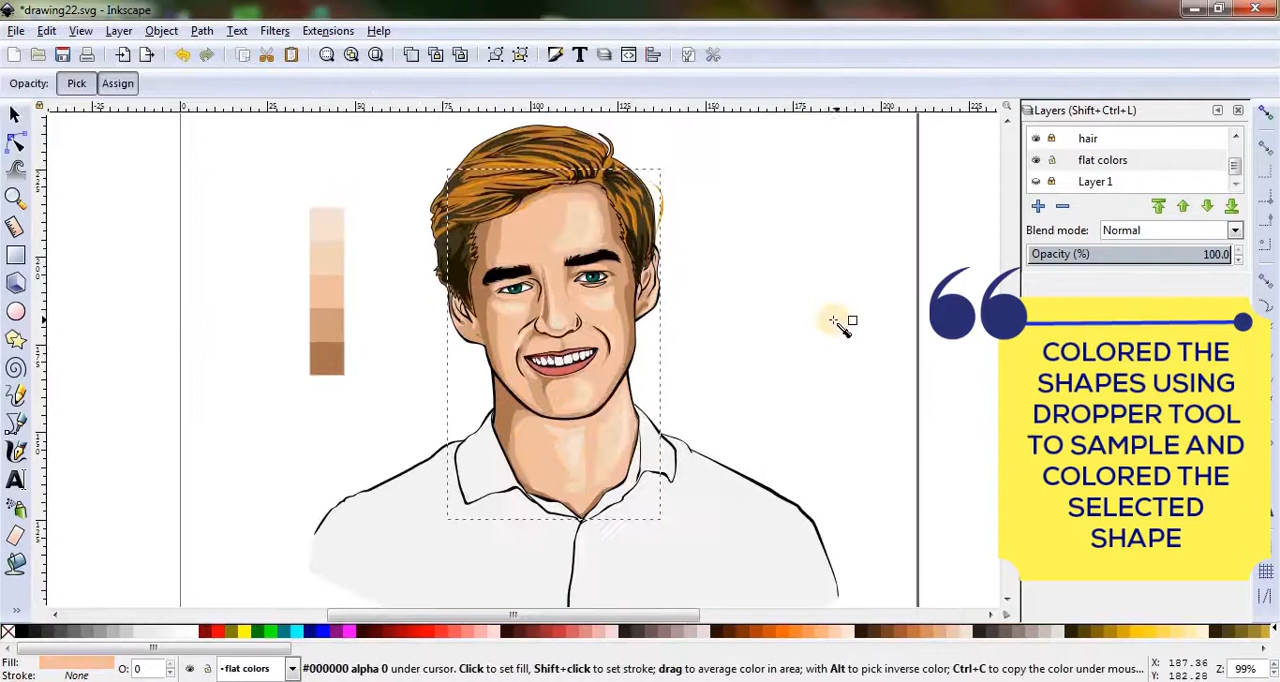 *drawing22.svg - Inkscape
File Edit View Layer Object Path Text Filters Extensions Help
Opacity: Pick Assign
Layers (Shift+Ctrl+L)
hair
flat colors
Layer 1
Blend mode: Normal
Opacity (%) 100.0
COLORED THE
SHAPES USING
DROPPER TOOL
TO SAMPLE AND
COLORED THE
SELECTED
SHAPE
Fill:
Stroke: None
O: 0
flat colors
#000000 alpha 0 under cursor. Click to set fill, Shift+click to set stroke; drag to average color in area; with Alt to pick inverse color; Ctrl+C to copy the color under mous...
X: 187.36
Y: 182.28
Z: 99%